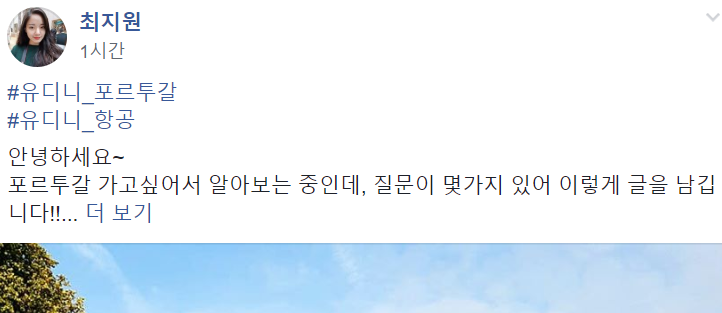 최지원
1시간
#유디니_포르투갈
#유디니_항공
안녕하세요~
포르투갈 가고싶어서 알아보는 중인데, 질문이 몇가지 있어 이렇게 글을 남깁
니다!!... 더 보기